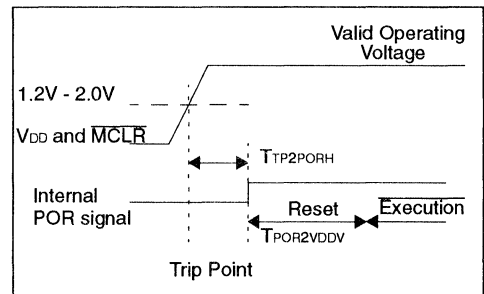 Valid Operating
Voltage
1.2V - 2.0V
VDD and MCLR
TTP2PORH
Internal
POR signal
Reset
Execution
TPOR2VDDV
Trip Point